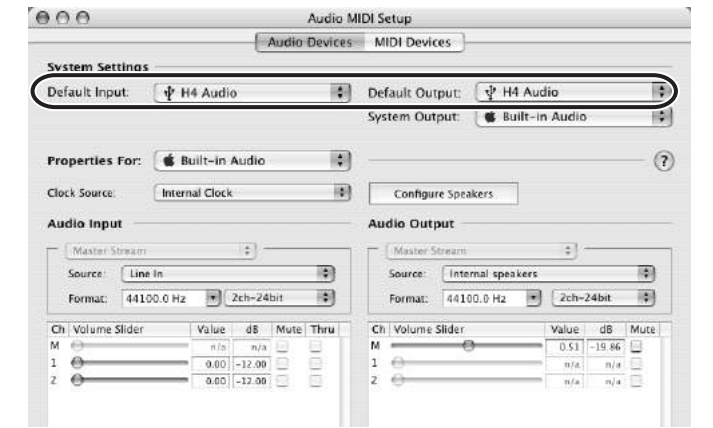 Audio MIDI Setup
Audio Devices MIDI Devices
System Settings
Default Input: H4 Audio Default Output: H4 Audio
System Output: Built-in Audio
Properties For: Built-in Audio ?
Clock Source: Internal Clock Configure Speakers
Audio Input Audio Output
Master Stream Master Stream
Source: Line In Source: Internal speakers
Format: 44100.0 Hz 2ch-24bit Format: 44100.0 Hz 2ch-24bit
Ch Volume Slider Value dB Mute Thru Ch Volume Slider Value dB Mute
M n/a n/a M 0.51 -19.86
1 0.00 -12.00 1 n/a n/a
2 0.00 -12.00 2 n/a n/a